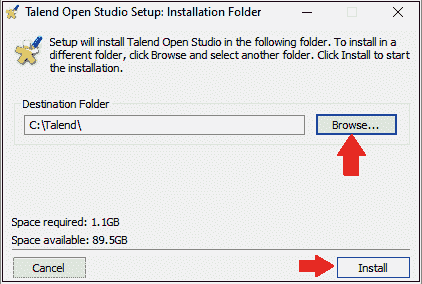 Talend Open Studio Setup: Installation Folder
Setup will install Talend Open Studio in the following folder. To install in a
different folder, click Browse and select another folder. Click Install to start
the installation.
Destination Folder
C:\Talend\
Browse...
Space required: 1.1GB
Space available: 89.5GB
Cancel
Install